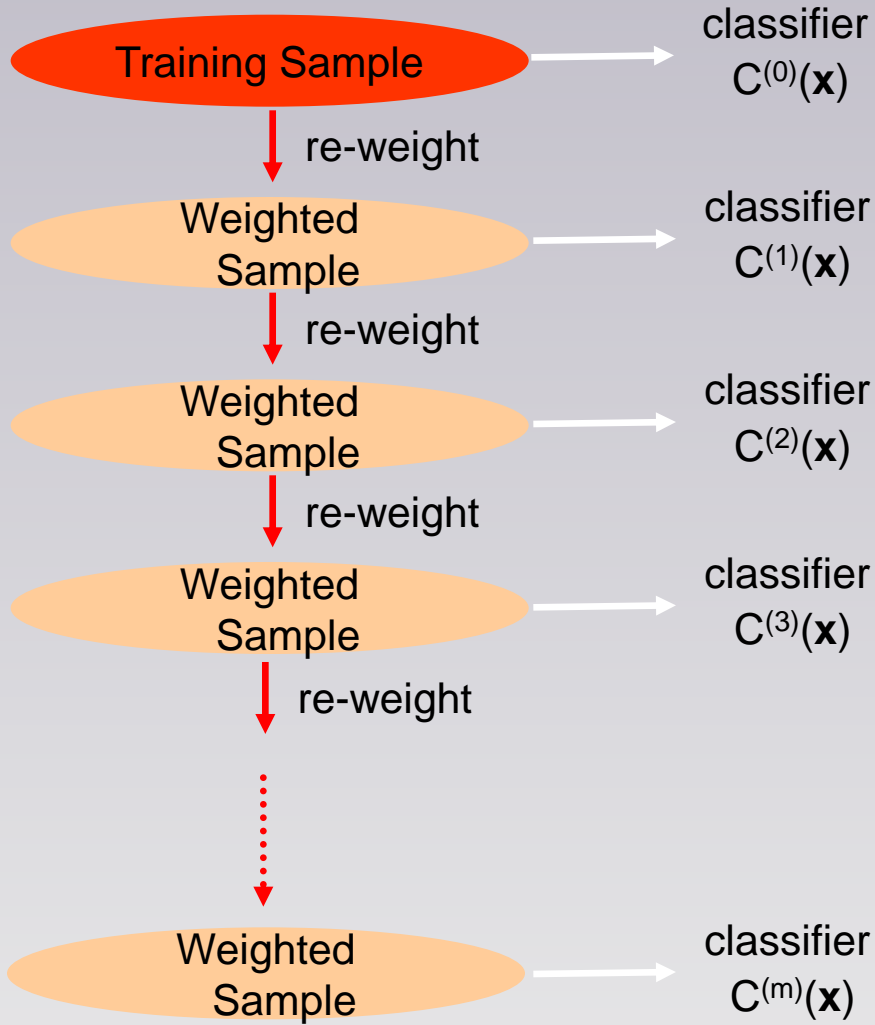 Training Sample
classifier
C⁽⁰⁾(x)
re-weight
Weighted
Sample
classifier
C⁽¹⁾(x)
re-weight
Weighted
Sample
classifier
C⁽²⁾(x)
re-weight
Weighted
Sample
classifier
C⁽³⁾(x)
re-weight
Weighted
Sample
classifier
C⁽ᵐ⁾(x)